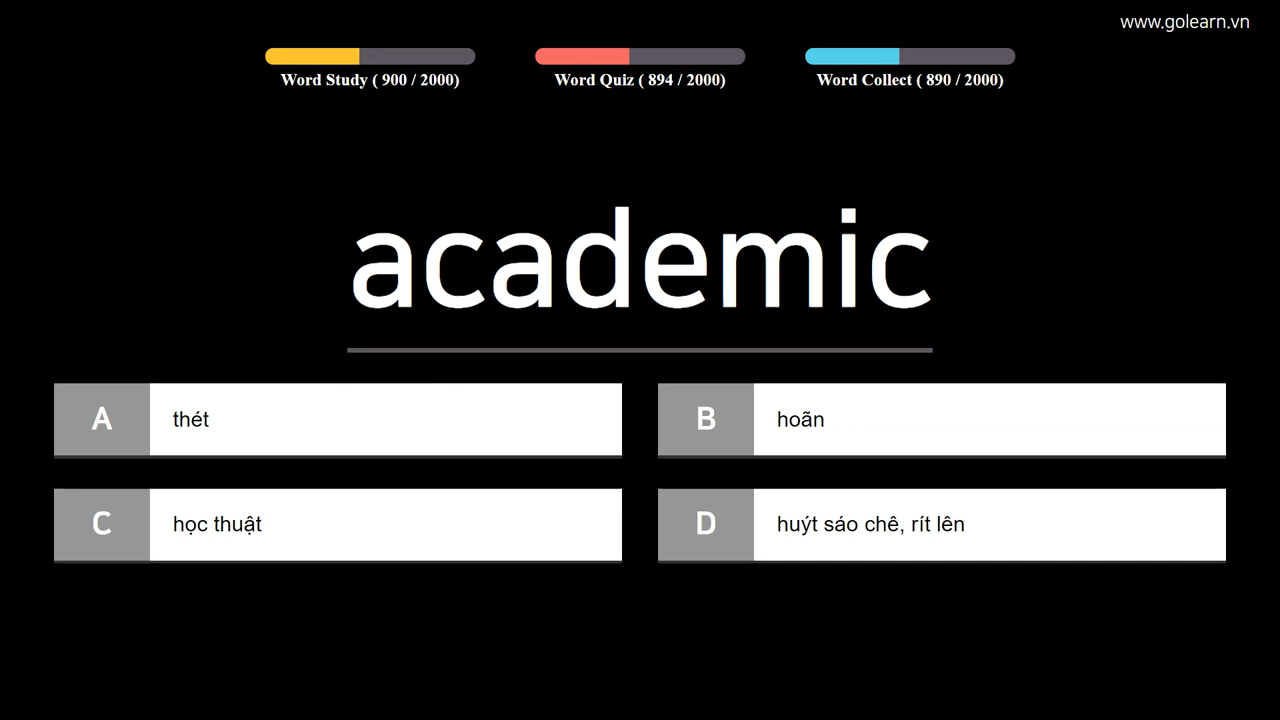 www.golearn.vn
Word Study ( 900 / 2000)
Word Quiz ( 894 / 2000)
Word Collect ( 890 / 2000)
academic
A thét
B hoãn
C học thuật
D huýt sáo chê, rít lên